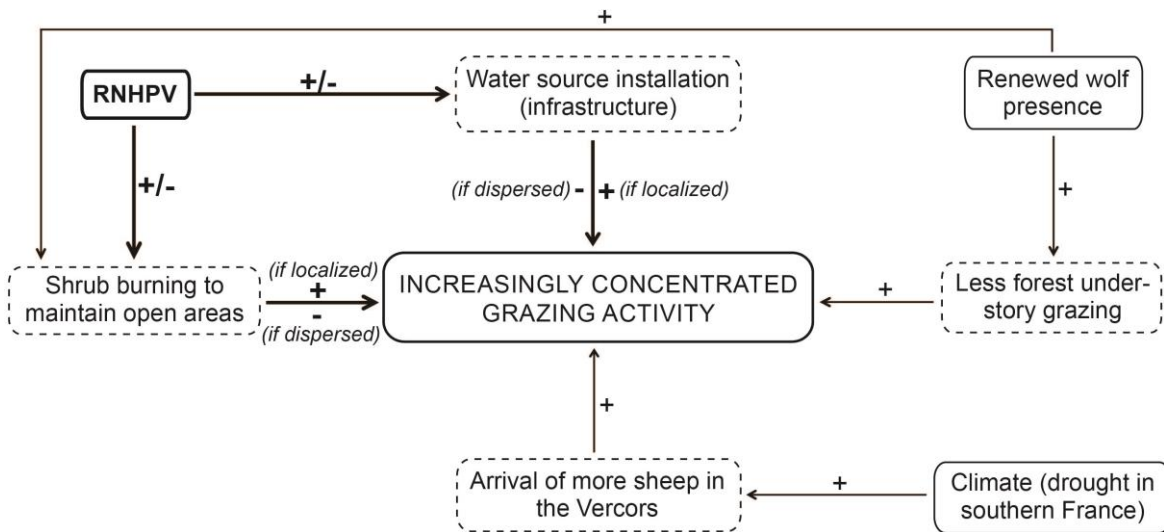 +
RNHPV
+/-
Water source installation
(infrastructure)
Renewed wolf
presence
+/-
(if dispersed) - + (if localized)
+
Shrub burning to
maintain open areas
(if localized)
+
-
(if dispersed)
INCREASINGLY CONCENTRATED
GRAZING ACTIVITY
+
Less forest under-
story grazing
+
Arrival of more sheep in
the Vercors
+
Climate (drought in
southern France)